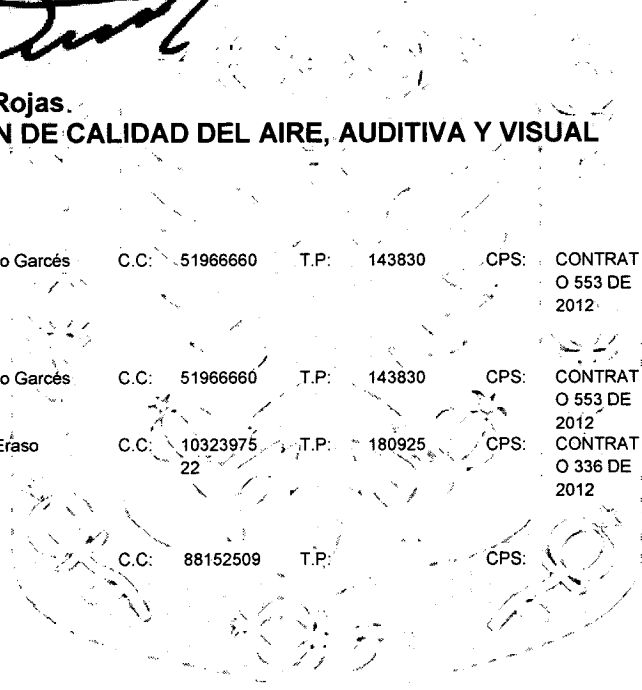 Rojas.
N DE CALIDAD DEL AIRE, AUDITIVA Y VISUAL
o Garcés C.C: 51966660 T.P: 143830 CPS: CONTRAT
O 553 DE
2012
o Garcés C.C: 51966660 T.P: 143830 CPS: CONTRAT
O 553 DE
2012
Eraso C.C: 10323975 T.P: 180925 CPS: CONTRAT
22 O 336 DE
2012
C.C: 88152509 T.P: CPS: